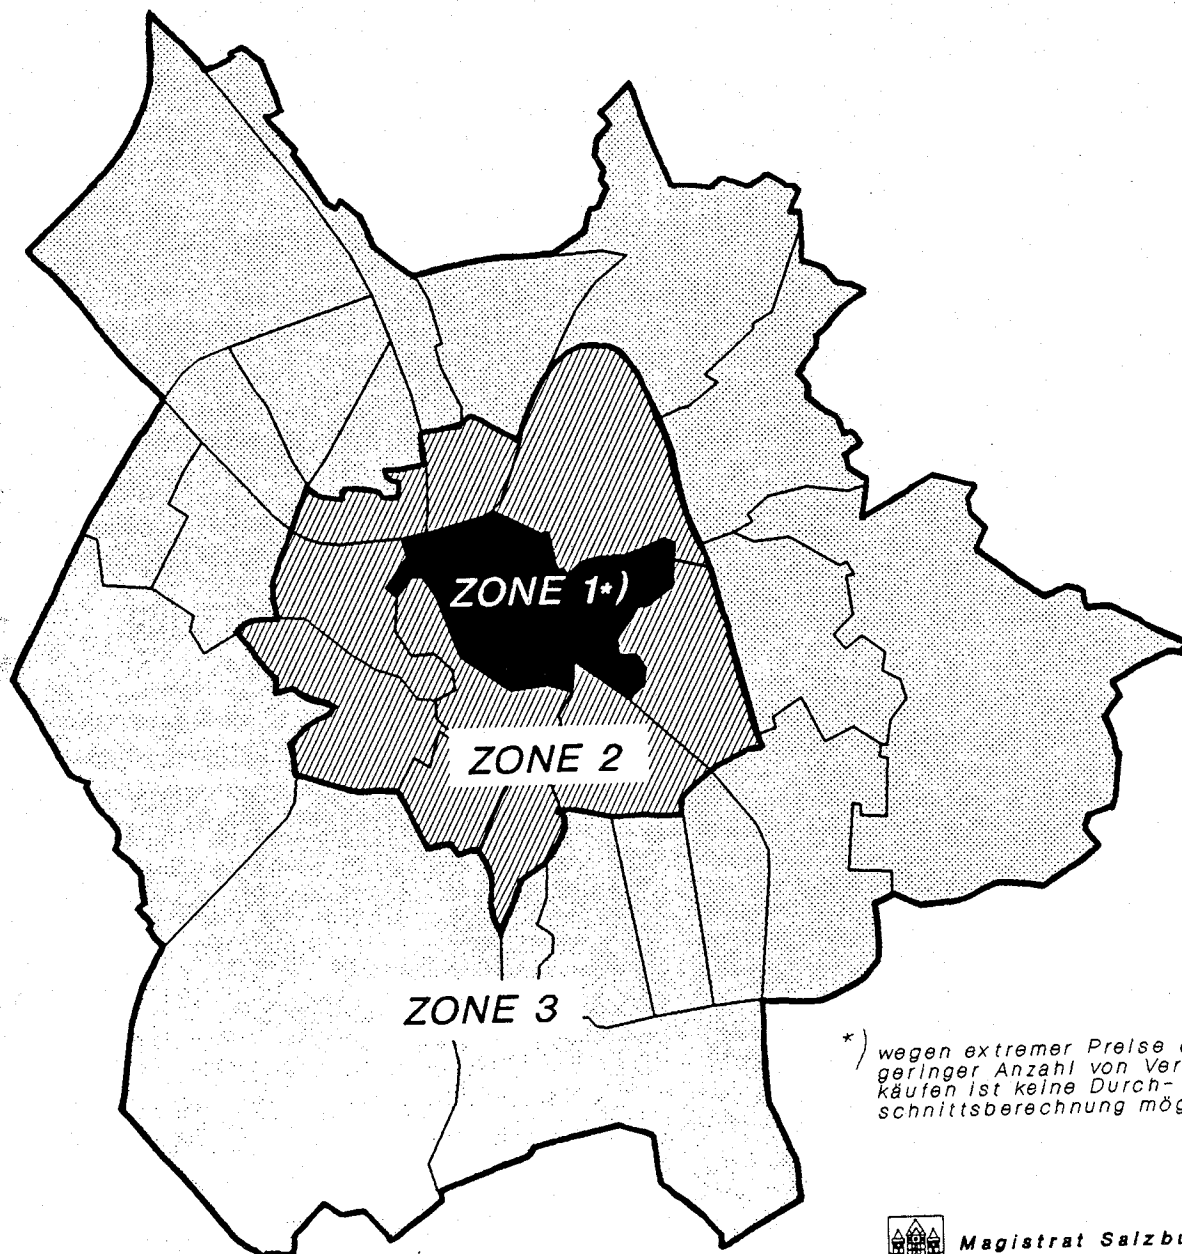 ZONE 1*)
ZONE 2
ZONE 3
*) wegen extremer Preise
geringer Anzahl von Ver
käufen ist keine Durch-
schnittsberechnung mög
Magistrat Salzbu